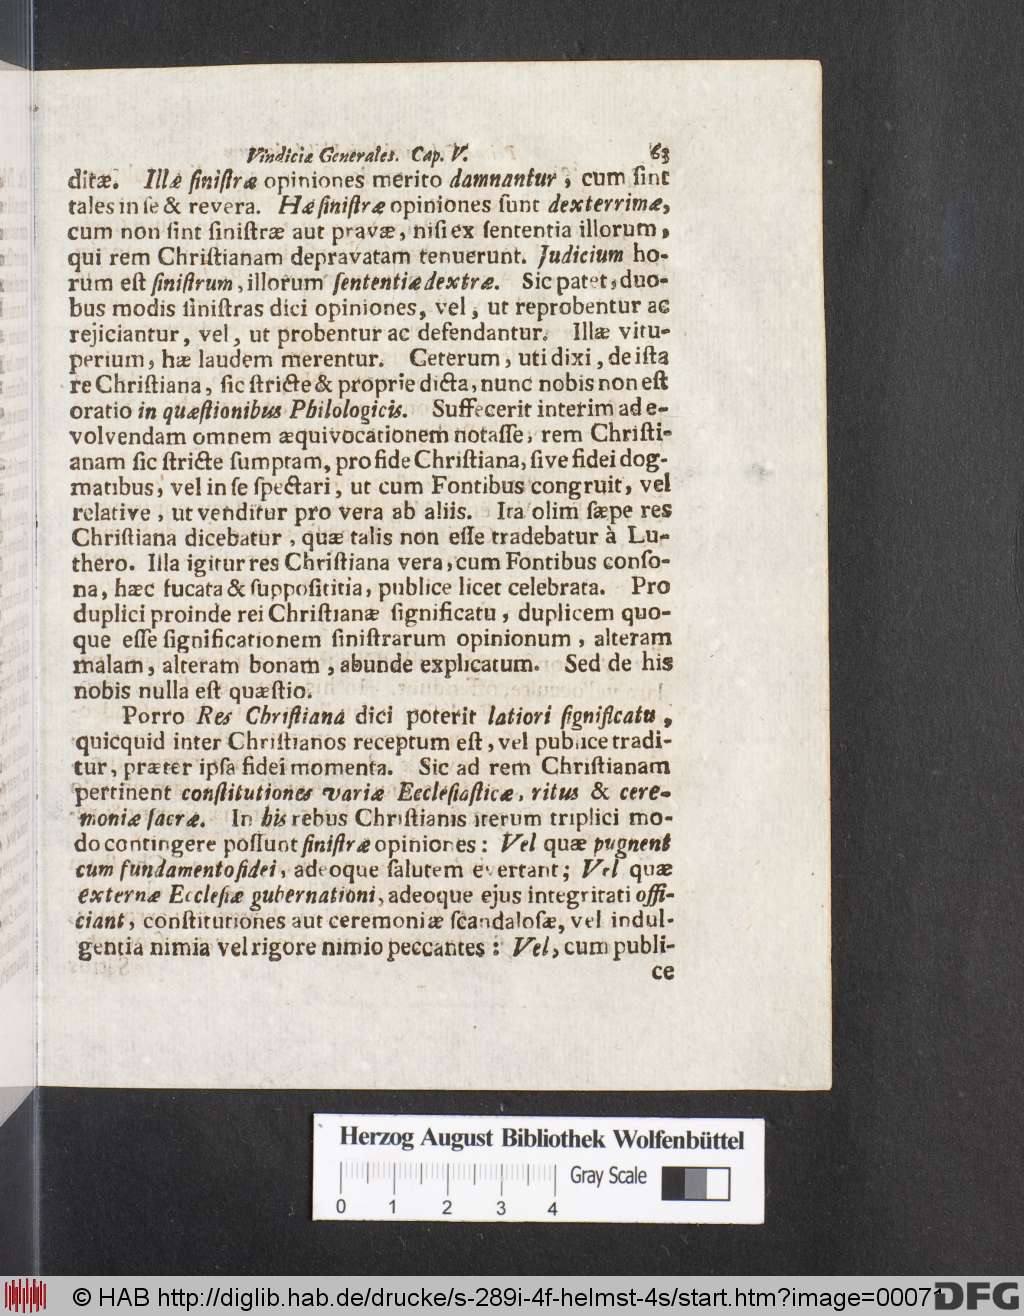 Vindiciæ Generales. Cap. V. 63
ditæ. Illæ ſiniſtræ opiniones merito damnantur, cum ſint
tales in ſe & revera. Hæ ſiniſtræ opiniones ſunt dexterrimæ,
cum non ſint ſiniſtræ aut pravæ, niſi ex ſententia illorum,
qui rem Chriſtianam depravatam tenuerunt. Judicium ho-
rum eſt ſiniſtrum, illorum ſententiæ dextræ. Sic patet, duo-
bus modis ſiniſtras dici opiniones, vel, ut reprobentur ac
rejiciantur, vel, ut probentur ac defendantur. Illæ vitu-
perium, hæ laudem merentur. Ceterum, uti dixi, de iſta
re Chriſtiana, ſic ſtricte & proprie dicta, nunc nobis non eſt
oratio in quæſtionibus Philologicis. Suffecerit interim ad e-
volvendam omnem æquivocationem notaſſe, rem Chriſti-
anam ſic ſtricte ſumptam, pro fide Chriſtiana, ſive fidei dog-
matibus, vel in ſe ſpectari, ut cum Fontibus congruit, vel
relative, ut venditur pro vera ab aliis. Ita olim ſæpe res
Chriſtiana dicebatur, quæ talis non eſſe tradebatur à Lu-
thero. Illa igitur res Chriſtiana vera, cum Fontibus conſo-
na, hæc fucata & ſuppoſititia, publice licet celebrata. Pro
duplici proinde rei Chriſtianæ ſignificatu, duplicem quo-
que eſſe ſignificationem ſiniſtrarum opinionum, alteram
malam, alteram bonam, abunde explicatum. Sed de his
nobis nulla eſt quæſtio.
Porro Res Chriſtiana dici poterit latiori ſignificatu,
quicquid inter Chriſtianos receptum eſt, vel publice tradi-
tur, præter ipſa fidei momenta. Sic ad rem Chriſtianam
pertinent conſtitutiones variæ Eccleſiaſticæ, ritus & cere-
moniæ ſacræ. In his rebus Chriſtianis iterum triplici mo-
do contingere poſſunt ſiniſtræ opiniones: Vel quæ pugnent
cum fundamento fidei, adeoque ſalutem evertant; Vel quæ
externæ Eccleſiæ gubernationi, adeoque ejus integritati offi-
ciant, conſtitutiones aut ceremoniæ ſcandaloſæ, vel indul-
gentia nimia vel rigore nimio peccantes: Vel, cum publi-
ce
Herzog August Bibliothek Wolfenbüttel
Gray Scale
0 1 2 3 4
© HAB http://diglib.hab.de/drucke/s-289i-4f-helmst-4s/start.htm?image=00071
DFG